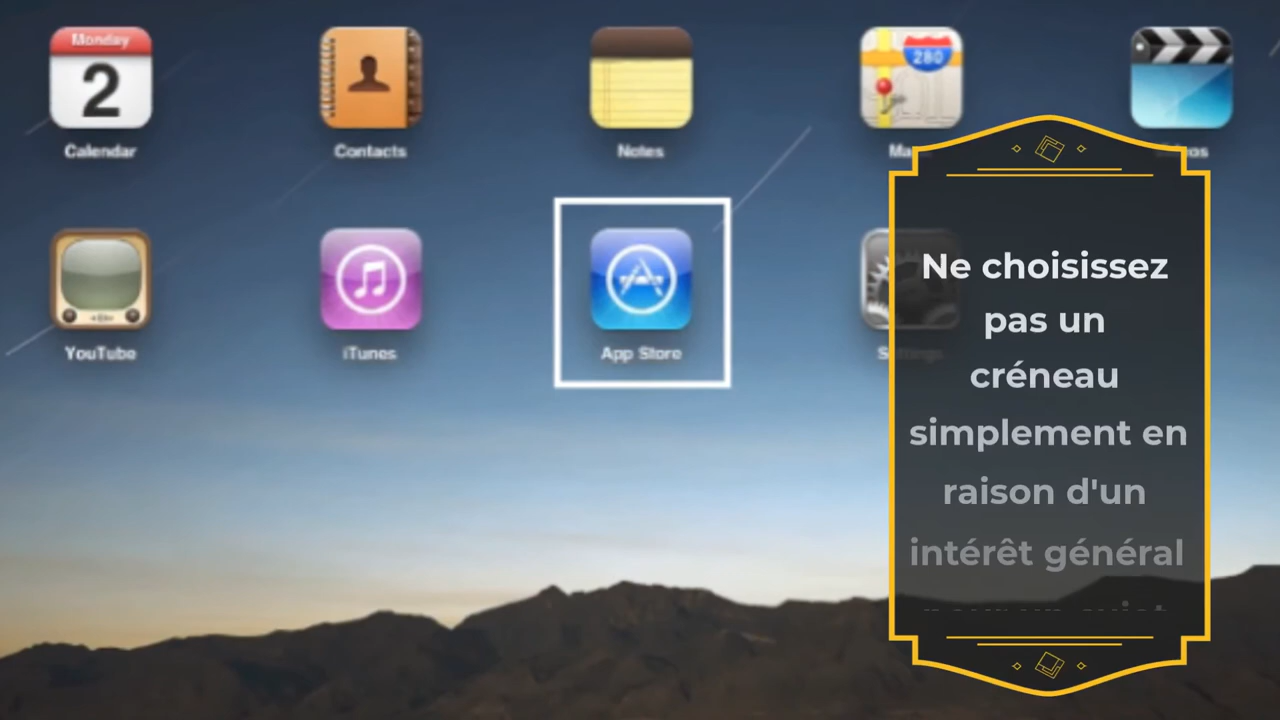 Monday
2
280
Calendar
Contacts
Notes
YouTube
iTunes
App Store
Ne choisissez
pas un
créneau
simplement en
raison d'un
intérêt général